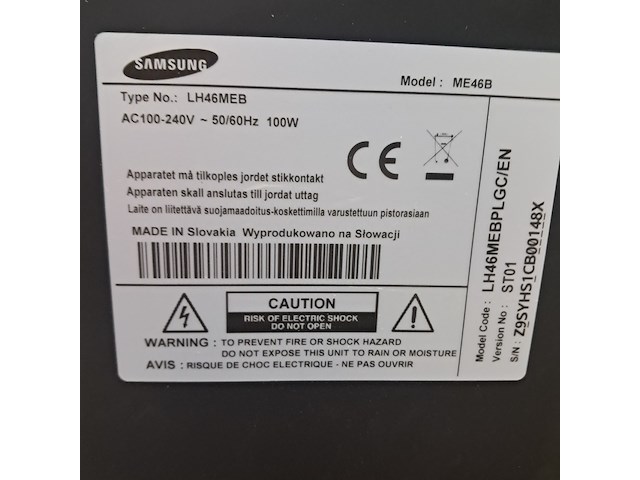 SAMSUNG
Model : ME46B
Type No.: LH46MEB
AC100-240V ~ 50/60Hz 100W
CE
Apparatet må tilkoples jordet stikkontakt
Apparaten skall anslutas till jordat uttag
Laite on liitettävä suojamaadoitus-koskettimilla varustettuun pistorasiaan
MADE IN Slovakia Wyprodukowano na Słowacji
CAUTION
RISK OF ELECTRIC SHOCK
DO NOT OPEN
WARNING : TO PREVENT FIRE OR SHOCK HAZARD
DO NOT EXPOSE THIS UNIT TO RAIN OR MOISTURE
AVIS : RISQUE DE CHOC ELECTRIQUE - NE PAS OUVRIR
Model Code : LH46MEBPLGC/EN
Version No : ST01
S/N : Z9SYHS1CB00148X